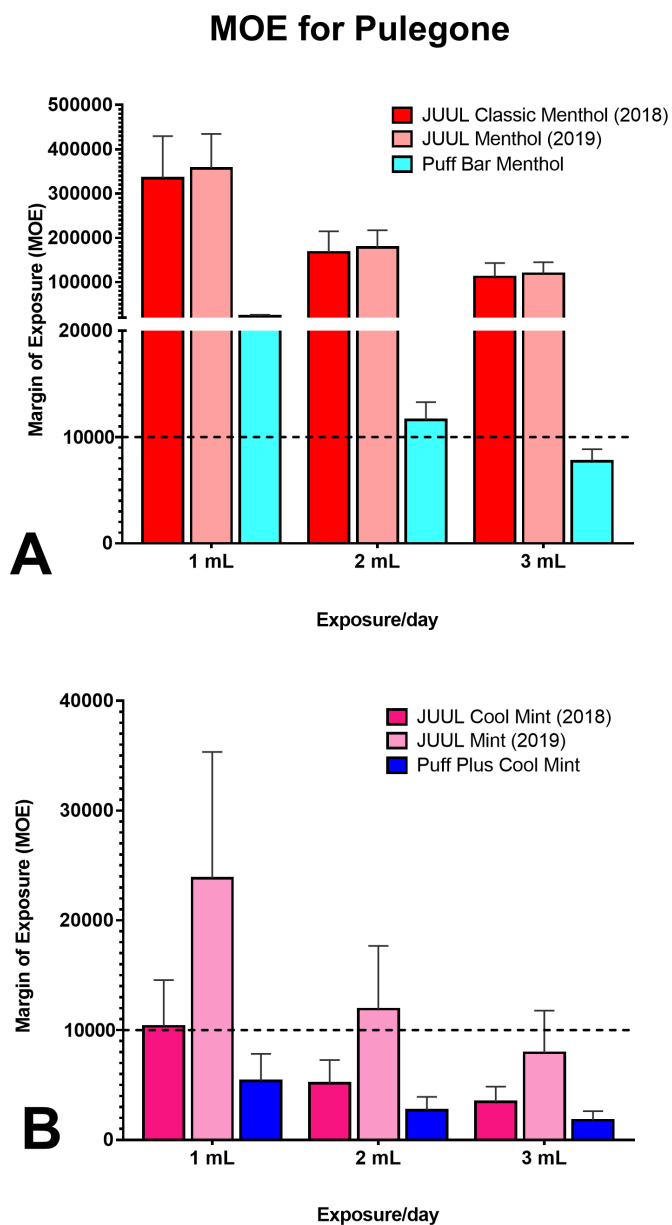 MOE for Pulegone
500000
400000
300000
200000
100000
20000
10000
0
Margin of Exposure (MOE)
JUUL Classic Menthol (2018)
JUUL Menthol (2019)
Puff Bar Menthol
A
1 mL
2 mL
3 mL
Exposure/day
40000
30000
20000
10000
0
Margin of Exposure (MOE)
JUUL Cool Mint (2018)
JUUL Mint (2019)
Puff Plus Cool Mint
B
1 mL
2 mL
3 mL
Exposure/day